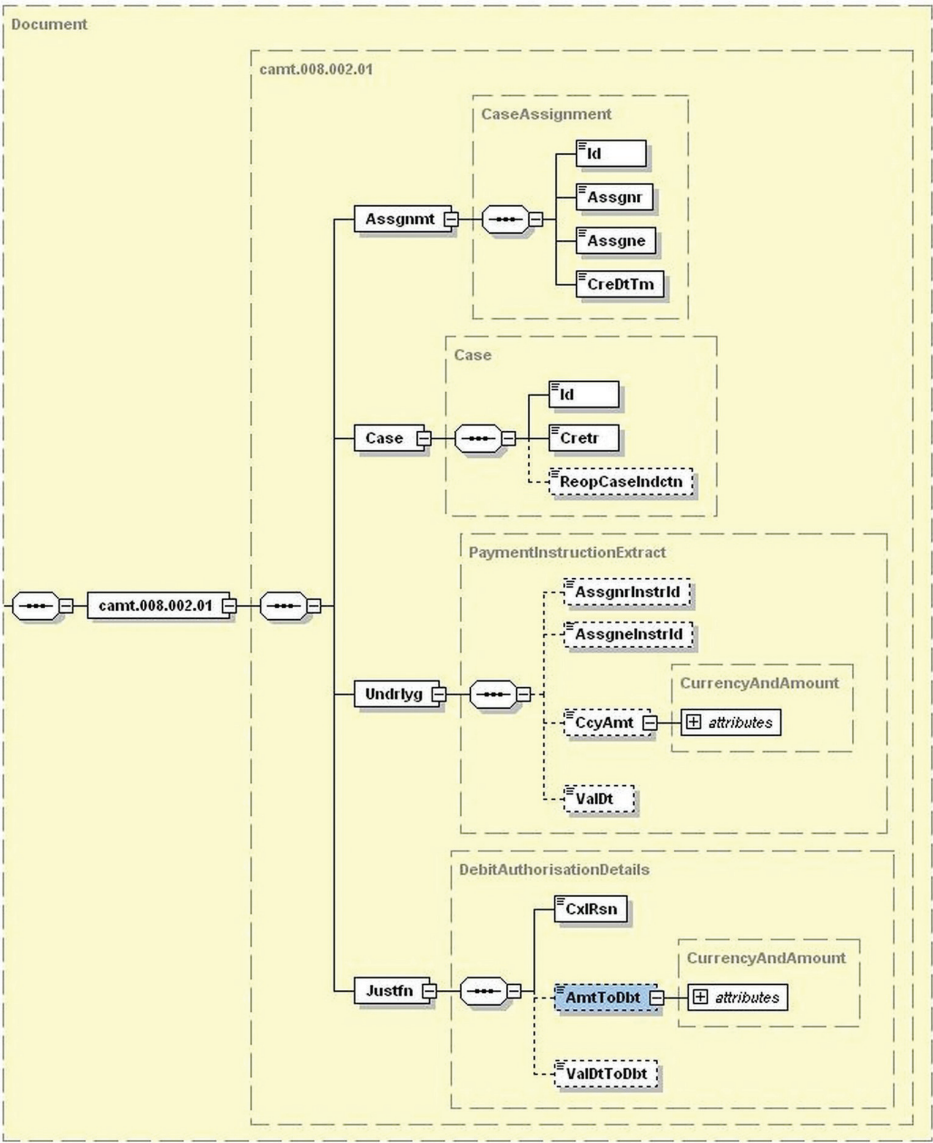 Document
camt.008.002.01
CaseAssignment
Id
Assgnr
Assgnmt
Assgne
CreDtTm
Case
Id
Case
Cretr
ReopCaseIndctn
PaymentInstructionExtract
AssgnrInstrId
camt.008.002.01
AssgneInstrId
CurrencyAndAmount
Undrlyg
CcyAmt
attributes
ValDt
DebitAuthorisationDetails
CxlRsn
CurrencyAndAmount
Justfn
AmtToDbt
attributes
ValDtToDbt